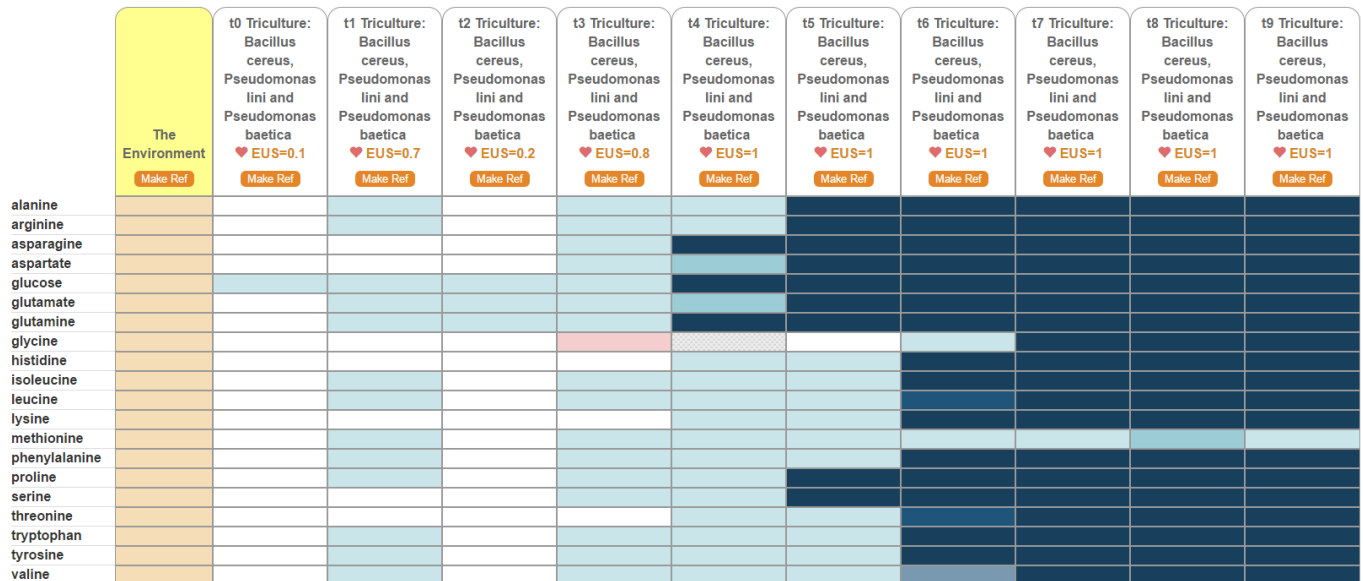 The
Environment
Make Ref
t0 Triculture:
Bacillus
cereus,
Pseudomonas
lini and
Pseudomonas
baetica
EUS=0.1
Make Ref
t1 Triculture:
Bacillus
cereus,
Pseudomonas
lini and
Pseudomonas
baetica
EUS=0.7
Make Ref
t2 Triculture:
Bacillus
cereus,
Pseudomonas
lini and
Pseudomonas
baetica
EUS=0.2
Make Ref
t3 Triculture:
Bacillus
cereus,
Pseudomonas
lini and
Pseudomonas
baetica
EUS=0.8
Make Ref
t4 Triculture:
Bacillus
cereus,
Pseudomonas
lini and
Pseudomonas
baetica
EUS=1
Make Ref
t5 Triculture:
Bacillus
cereus,
Pseudomonas
lini and
Pseudomonas
baetica
EUS=1
Make Ref
t6 Triculture:
Bacillus
cereus,
Pseudomonas
lini and
Pseudomonas
baetica
EUS=1
Make Ref
t7 Triculture:
Bacillus
cereus,
Pseudomonas
lini and
Pseudomonas
baetica
EUS=1
Make Ref
t8 Triculture:
Bacillus
cereus,
Pseudomonas
lini and
Pseudomonas
baetica
EUS=1
Make Ref
t9 Triculture:
Bacillus
cereus,
Pseudomonas
lini and
Pseudomonas
baetica
EUS=1
Make Ref
alanine
arginine
asparagine
aspartate
glucose
glutamate
glutamine
glycine
histidine
isoleucine
leucine
lysine
methionine
phenylalanine
proline
serine
threonine
tryptophan
tyrosine
valine